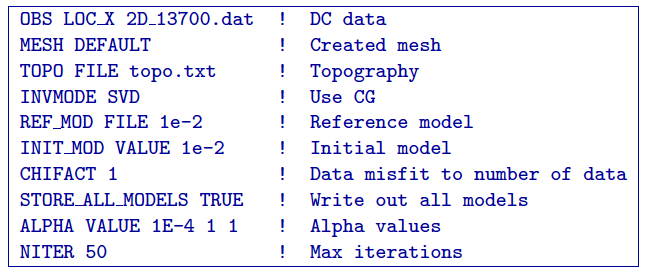 OBS LOC_X 2D_13700.dat ! DC data
MESH DEFAULT ! Created mesh
TOPO FILE topo.txt ! Topography
INVMODE SVD ! Use CG
REF_MOD FILE 1e-2 ! Reference model
INIT_MOD VALUE 1e-2 ! Initial model
CHIFACT 1 ! Data misfit to number of data
STORE_ALL_MODELS TRUE ! Write out all models
ALPHA VALUE 1E-4 1 1 ! Alpha values
NITER 50 ! Max iterations